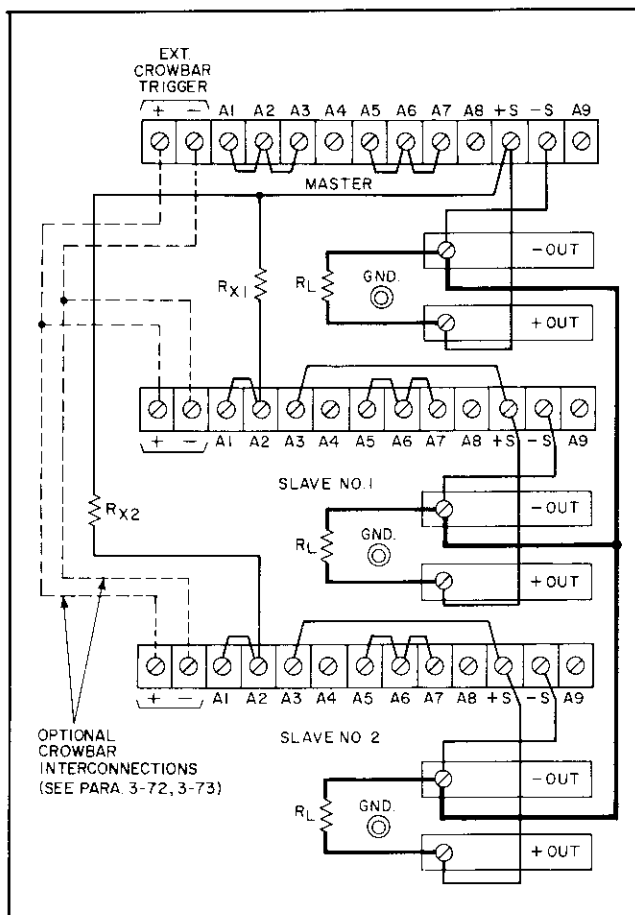 EXT.
CROWBAR
TRIGGER
+ − A1 A2 A3 A4 A5 A6 A7 A8 +S −S A9
MASTER
−OUT
RX1
RL
GND.
+OUT
+ − A1 A2 A3 A4 A5 A6 A7 A8 +S −S A9
SLAVE NO.1
RX2
−OUT
RL
GND.
+OUT
+ − A1 A2 A3 A4 A5 A6 A7 A8 +S −S A9
OPTIONAL
CROWBAR
INTERCONNECTIONS
(SEE PARA. 3-72, 3-73)
SLAVE NO 2
−OUT
RL
GND.
+OUT